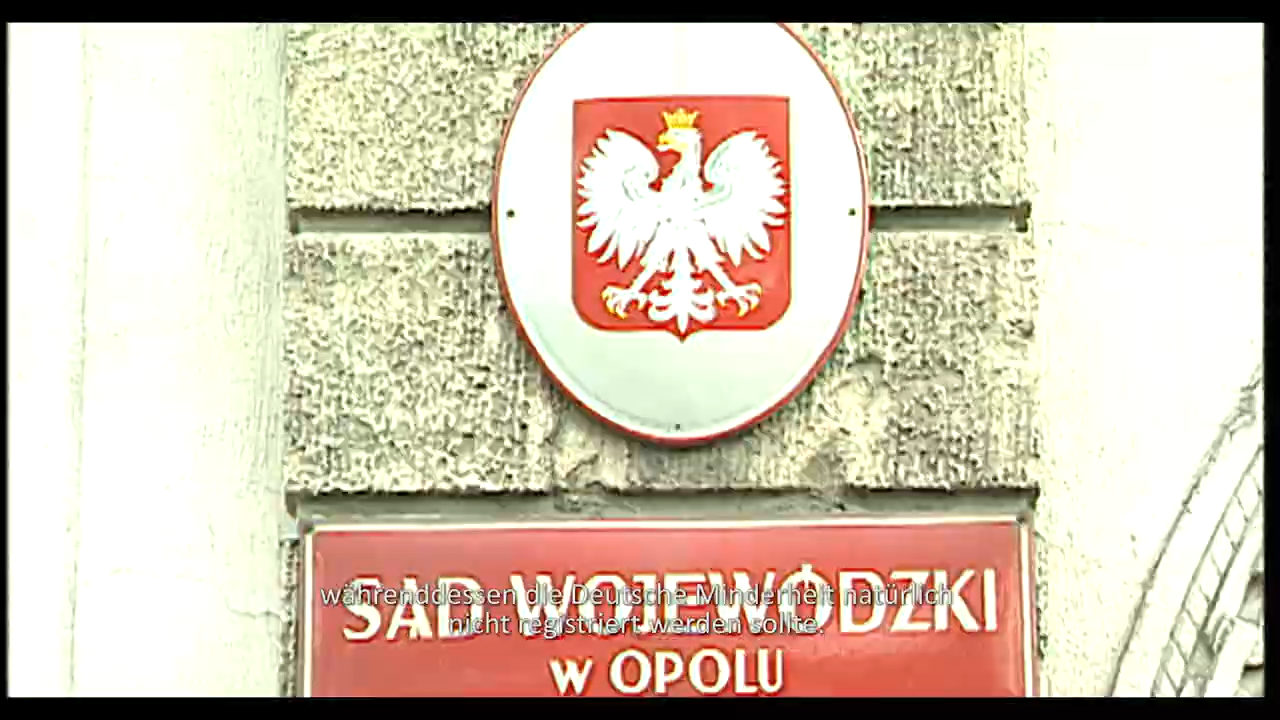 SĄD WOJEWÓDZKI
w OPOLU
währenddessen die Deutsche Minderheit natürlich
nicht registriert werden sollte.